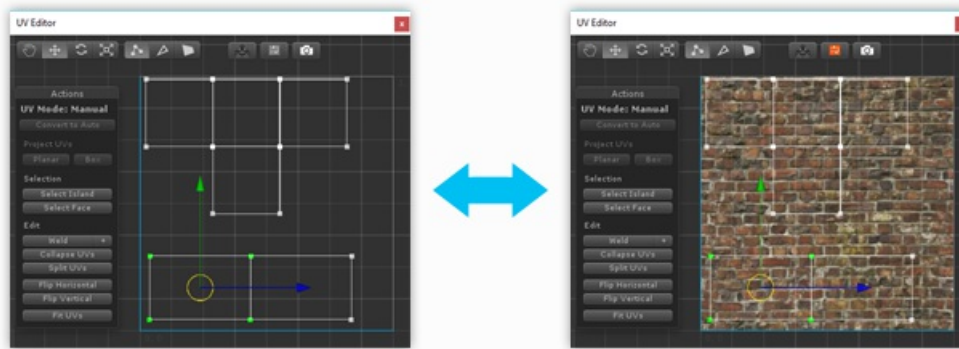 UV Editor
x
Actions
UV Mode: Manual
Convert to Auto
Project UVs
Planar Box
Selection
Select Island
Select Face
Edit
Weld +
Collapse UVs
Split UVs
Flip Horizontal
Flip Vertical
Fit UVs
UV Editor
Actions
UV Mode: Manual
Convert to Auto
Project UVs
Planar Box
Selection
Select Island
Select Face
Edit
Weld +
Collapse UVs
Split UVs
Flip Horizontal
Flip Vertical
Fit UVs